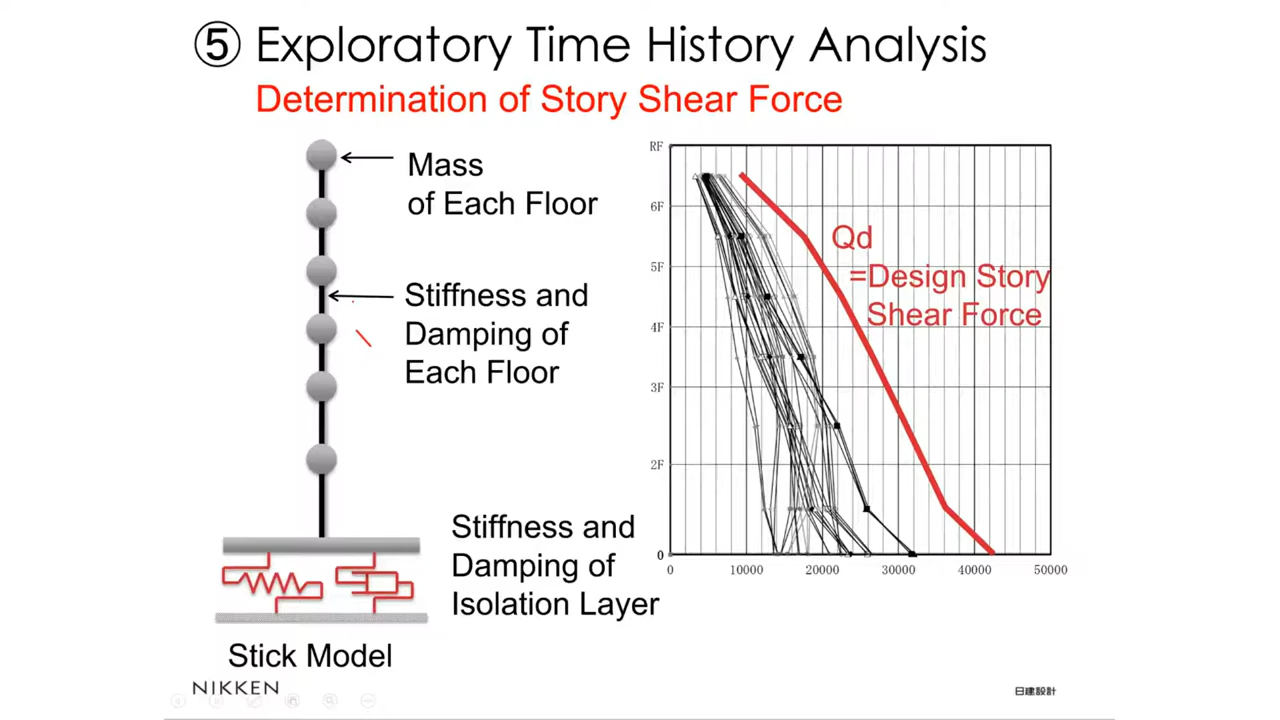 ⑤ Exploratory Time History Analysis
Determination of Story Shear Force
Mass
of Each Floor
Stiffness and
Damping of
Each Floor
Stiffness and
Damping of
Isolation Layer
Stick Model
RF
6F
5F
4F
3F
2F
0
0 10000 20000 30000 40000 50000
Qd
=Design Story
Shear Force
NIKKEN
日建設計